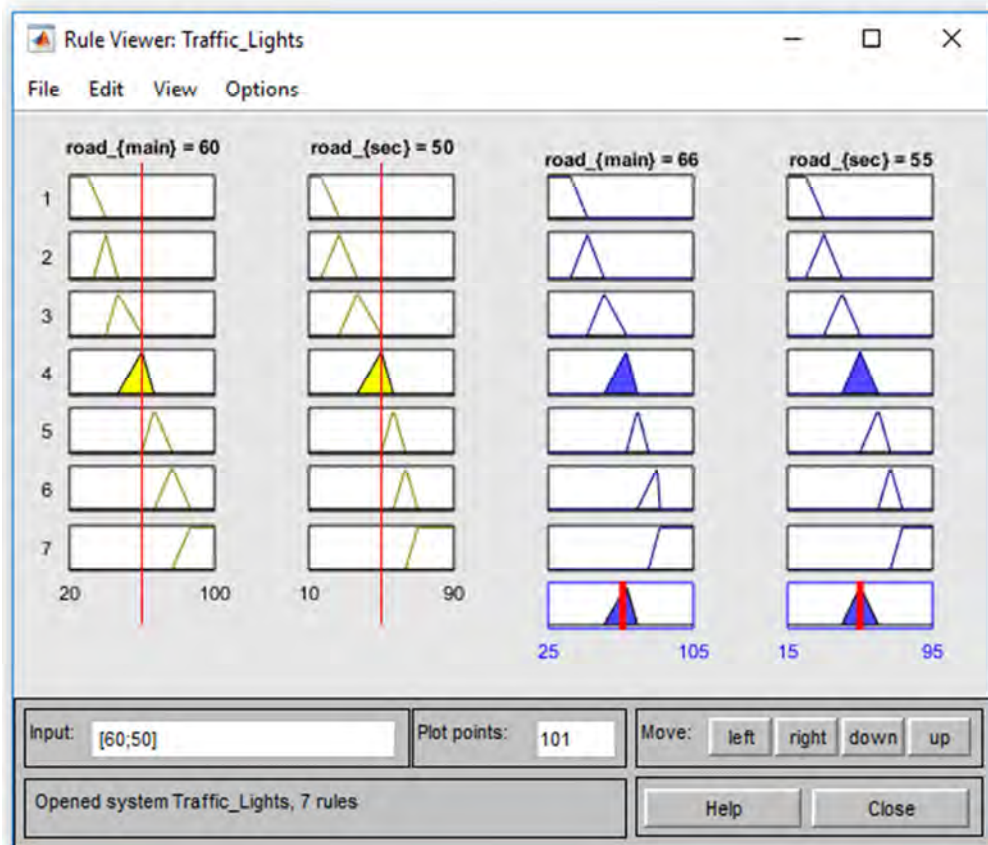 Rule Viewer: Traffic_Lights
File Edit View Options
road_{main} = 60 road_{sec} = 50 road_{main} = 66 road_{sec} = 55
1
2
3
4
5
6
7
20 100 10 90
25 105 15 95
Input: [60;50] Plot points: 101 Move: left right down up
Opened system Traffic_Lights, 7 rules Help Close